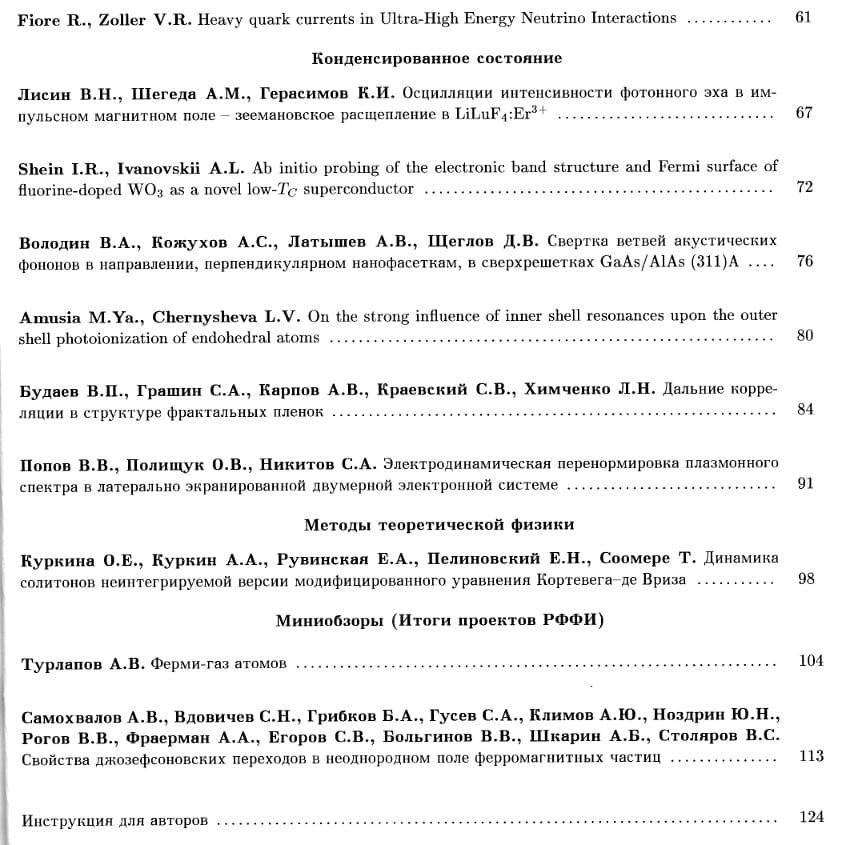 Fiore R., Zoller V.R. Heavy quark currents in Ultra-High Energy Neutrino Interactions ............ 61
Конденсированное состояние
Лисин В.Н., Шегеда А.М., Герасимов К.И. Осцилляции интенсивности фотонного эха в им-
пульсном магнитном поле – зеемановское расщепление в LiLuF₄:Er³⁺ .............................. 67
Shein I.R., Ivanovskii A.L. Ab initio probing of the electronic band structure and Fermi surface of
fluorine-doped WO₃ as a novel low-T_C superconductor ................................................ 72
Володин В.А., Кожухов А.С., Латышев А.В., Щеглов Д.В. Свертка ветвей акустических
фононов в направлении, перпендикулярном нанофасеткам, в сверхрешетках GaAs/AlAs (311)A .... 76
Amusia M.Ya., Chernysheva L.V. On the strong influence of inner shell resonances upon the outer
shell photoionization of endohedral atoms ............................................................. 80
Будаев В.П., Грашин С.А., Карпов А.В., Краевский С.В., Химченко Л.Н. Дальние корре-
ляции в структуре фрактальных пленок ............................................................. 84
Попов В.В., Полищук О.В., Никитов С.А. Электродинамическая перенормировка плазмонного
спектра в латерально экранированной двумерной электронной системе ............................. 91
Методы теоретической физики
Куркина О.Е., Куркин А.А., Рувинская Е.А., Пелиновский Е.Н., Соомере Т. Динамика
солитонов неинтегрируемой версии модифицированного уравнения Кортевега–де Вриза ........... 98
Миниобзоры (Итоги проектов РФФИ)
Турлапов А.В. Ферми-газ атомов .................................................................. 104
Самохвалов А.В., Вдовичев С.Н., Грибков Б.А., Гусев С.А., Климов А.Ю., Ноздрин Ю.Н.,
Рогов В.В., Фраерман А.А., Егоров С.В., Больгинов В.В., Шкарин А.Б., Столяров В.С.
Свойства джозефсоновских переходов в неоднородном поле ферромагнитных частиц ............... 113
Инструкция для авторов ............................................................................. 124